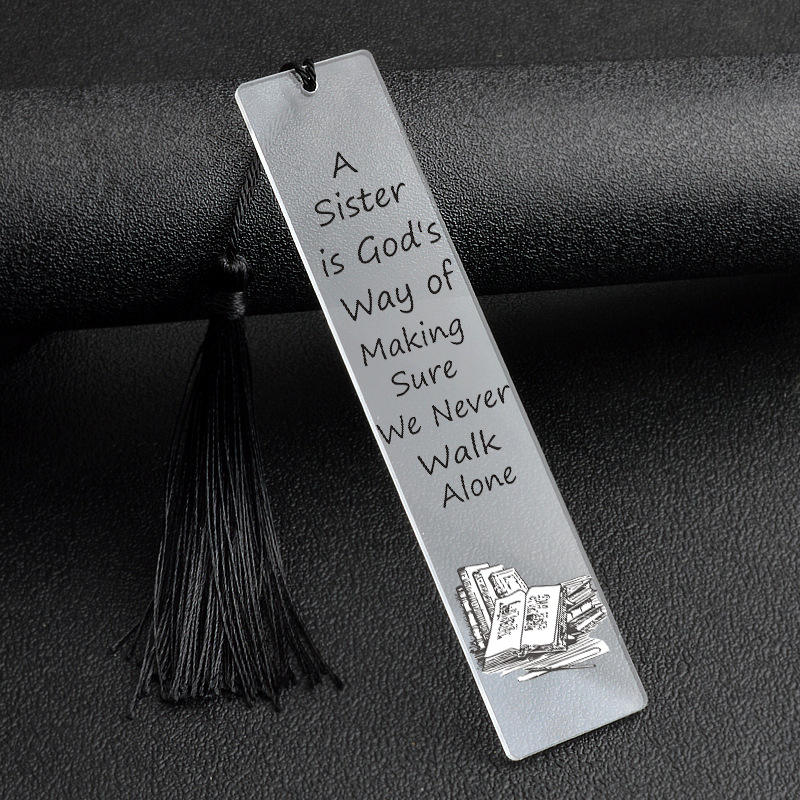 A
Sister
is God's
Way of
Making
Sure
We Never
Walk
Alone